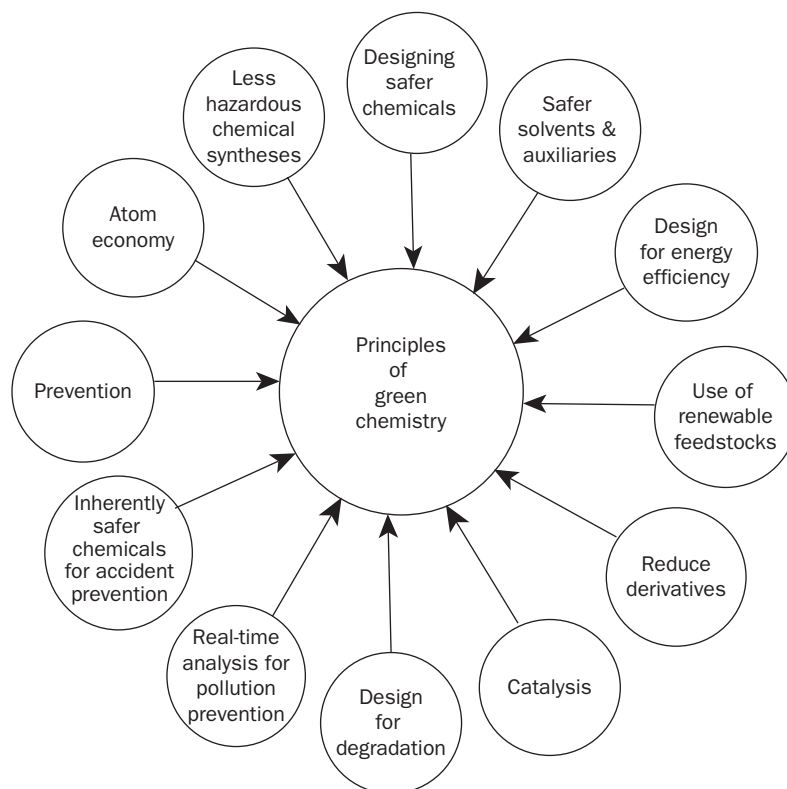 Designing
safer
chemicals
Less
hazardous
chemical
syntheses
Safer
solvents &
auxiliaries
Atom
economy
Design
for energy
efficiency
Principles
of
green
chemistry
Prevention
Use of
renewable
feedstocks
Inherently
safer
chemicals
for accident
prevention
Reduce
derivatives
Real-time
analysis for
pollution
prevention
Catalysis
Design
for
degradation